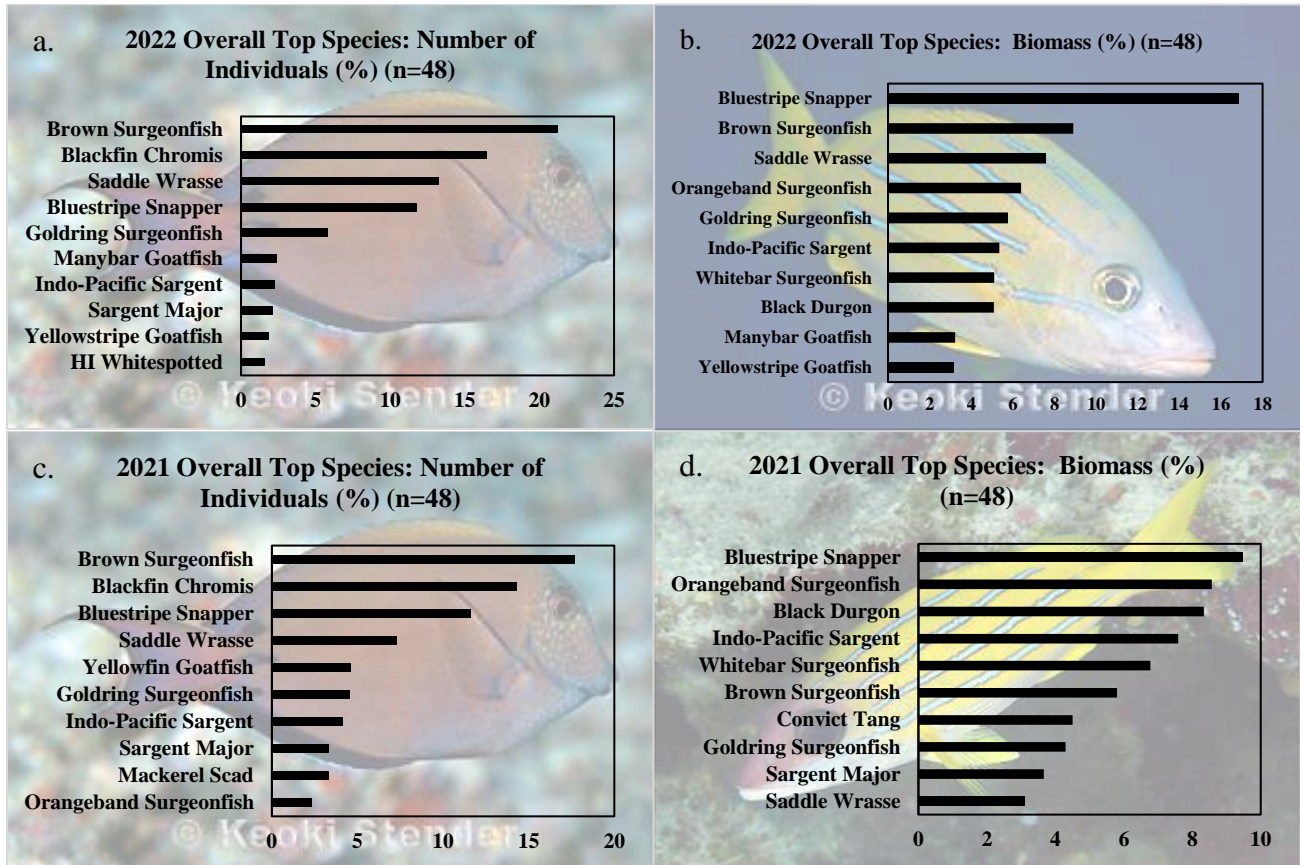 a.
2022 Overall Top Species: Number of
Individuals (%) (n=48)
Brown Surgeonfish
Blackfin Chromis
Saddle Wrasse
Bluestripe Snapper
Goldring Surgeonfish
Manybar Goatfish
Indo-Pacific Sargent
Sargent Major
Yellowstripe Goatfish
HI Whitespotted
0 5 10 15 20 25
© Keoki Stender
b.
2022 Overall Top Species: Biomass (%) (n=48)
Bluestripe Snapper
Brown Surgeonfish
Saddle Wrasse
Orangeband Surgeonfish
Goldring Surgeonfish
Indo-Pacific Sargent
Whitebar Surgeonfish
Black Durgon
Manybar Goatfish
Yellowstripe Goatfish
0 2 4 6 8 10 12 14 16 18
© Keoki Stender
c.
2021 Overall Top Species: Number of
Individuals (%) (n=48)
Brown Surgeonfish
Blackfin Chromis
Bluestripe Snapper
Saddle Wrasse
Yellowfin Goatfish
Goldring Surgeonfish
Indo-Pacific Sargent
Sargent Major
Mackerel Scad
Orangeband Surgeonfish
0 5 10 15 20
© Keoki Stender
d.
2021 Overall Top Species: Biomass (%)
(n=48)
Bluestripe Snapper
Orangeband Surgeonfish
Black Durgon
Indo-Pacific Sargent
Whitebar Surgeonfish
Brown Surgeonfish
Convict Tang
Goldring Surgeonfish
Sargent Major
Saddle Wrasse
0 2 4 6 8 10